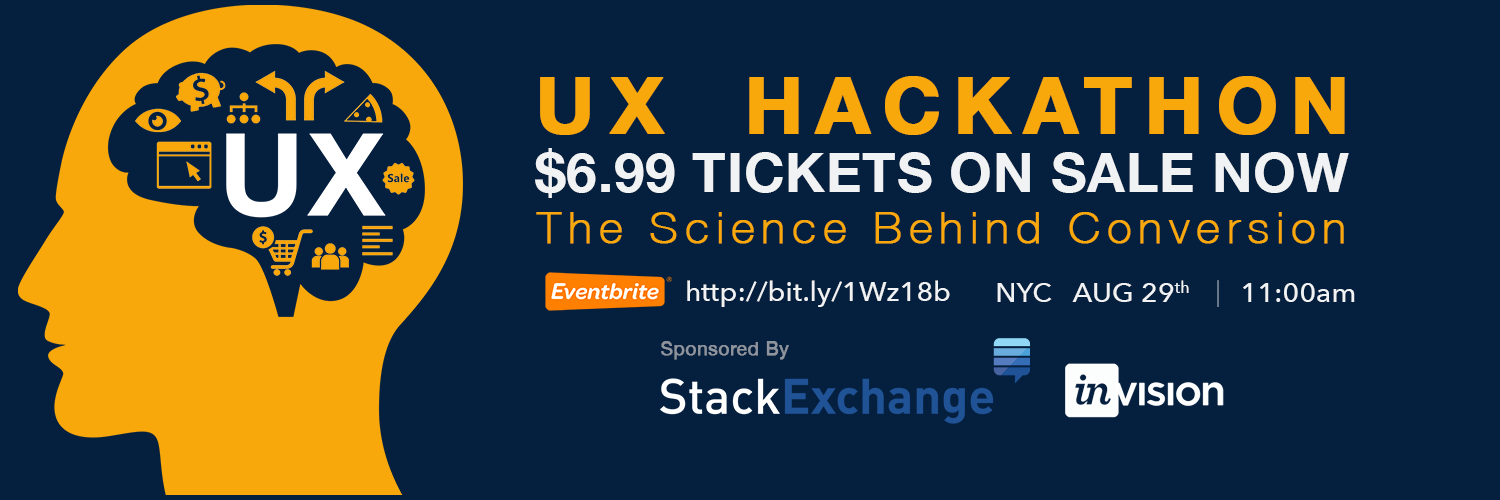 $
UX
Sale
$
UX HACKATHON
$6.99 TICKETS ON SALE NOW
The Science Behind Conversion
Eventbrite® http://bit.ly/1Wz18b NYC AUG 29th | 11:00am
Sponsored By
StackExchange
invision